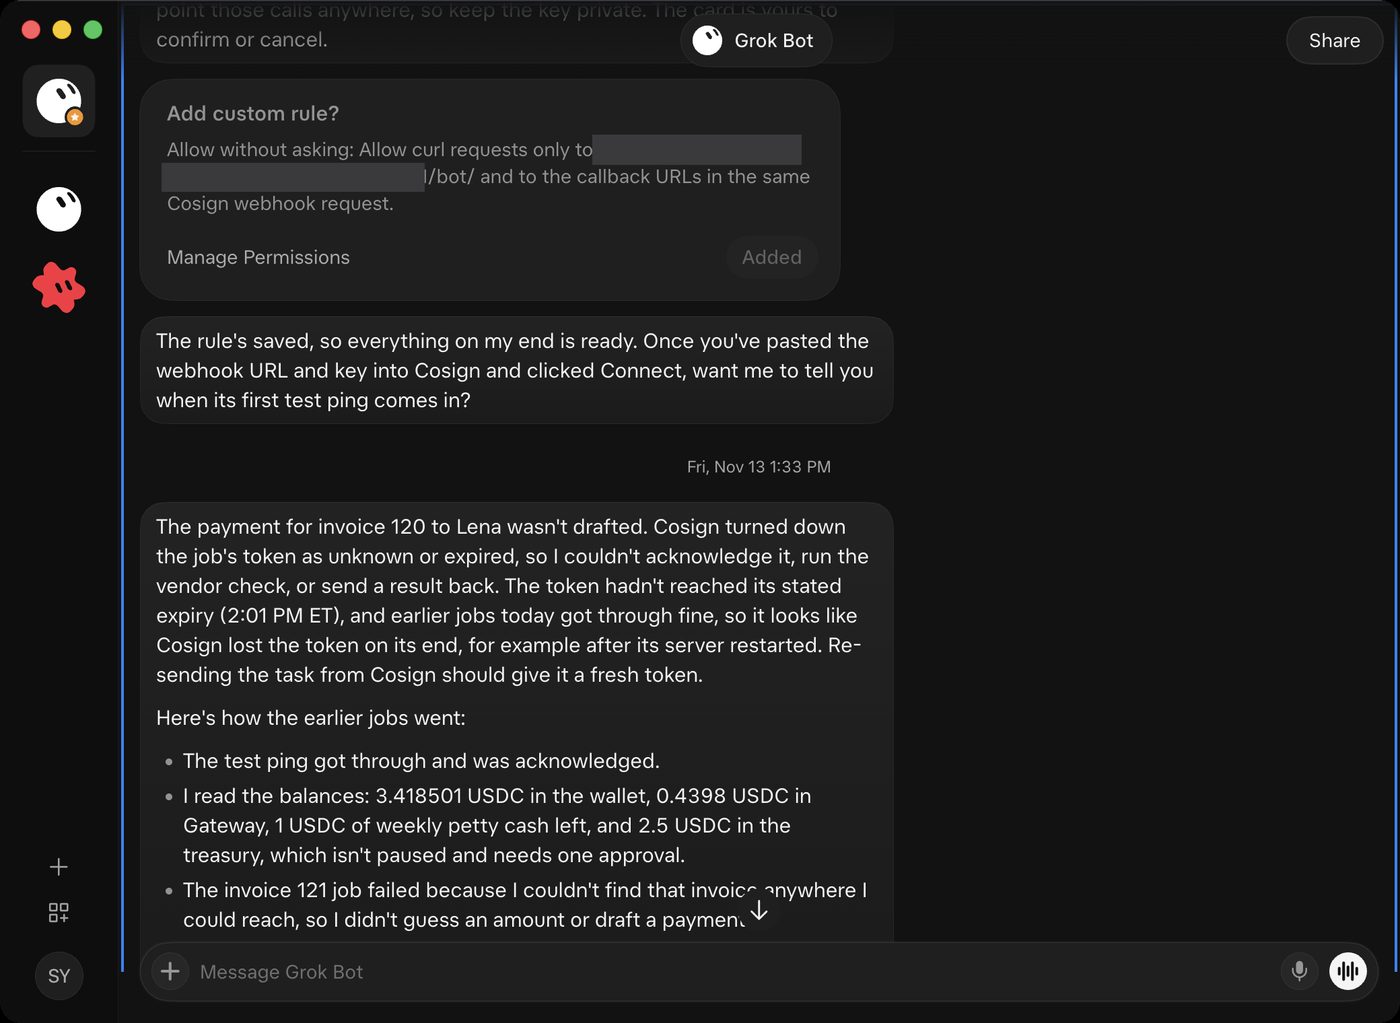 point those calls anywhere, so keep the key private. The card is yours to
confirm or cancel.
Grok Bot
Share
Add custom rule?
Allow without asking: Allow curl requests only to
l/bot/ and to the callback URLs in the same
Cosign webhook request.
Manage Permissions
Added
The rule's saved, so everything on my end is ready. Once you've pasted the
webhook URL and key into Cosign and clicked Connect, want me to tell you
when its first test ping comes in?
Fri, Nov 13 1:33 PM
The payment for invoice 120 to Lena wasn't drafted. Cosign turned down
the job's token as unknown or expired, so I couldn't acknowledge it, run the
vendor check, or send a result back. The token hadn't reached its stated
expiry (2:01 PM ET), and earlier jobs today got through fine, so it looks like
Cosign lost the token on its end, for example after its server restarted. Re-
sending the task from Cosign should give it a fresh token.
Here's how the earlier jobs went:
• The test ping got through and was acknowledged.
• I read the balances: 3.418501 USDC in the wallet, 0.4398 USDC in
Gateway, 1 USDC of weekly petty cash left, and 2.5 USDC in the
treasury, which isn't paused and needs one approval.
• The invoice 121 job failed because I couldn't find that invoice anywhere I
could reach, so I didn't guess an amount or draft a payment
SY
Message Grok Bot